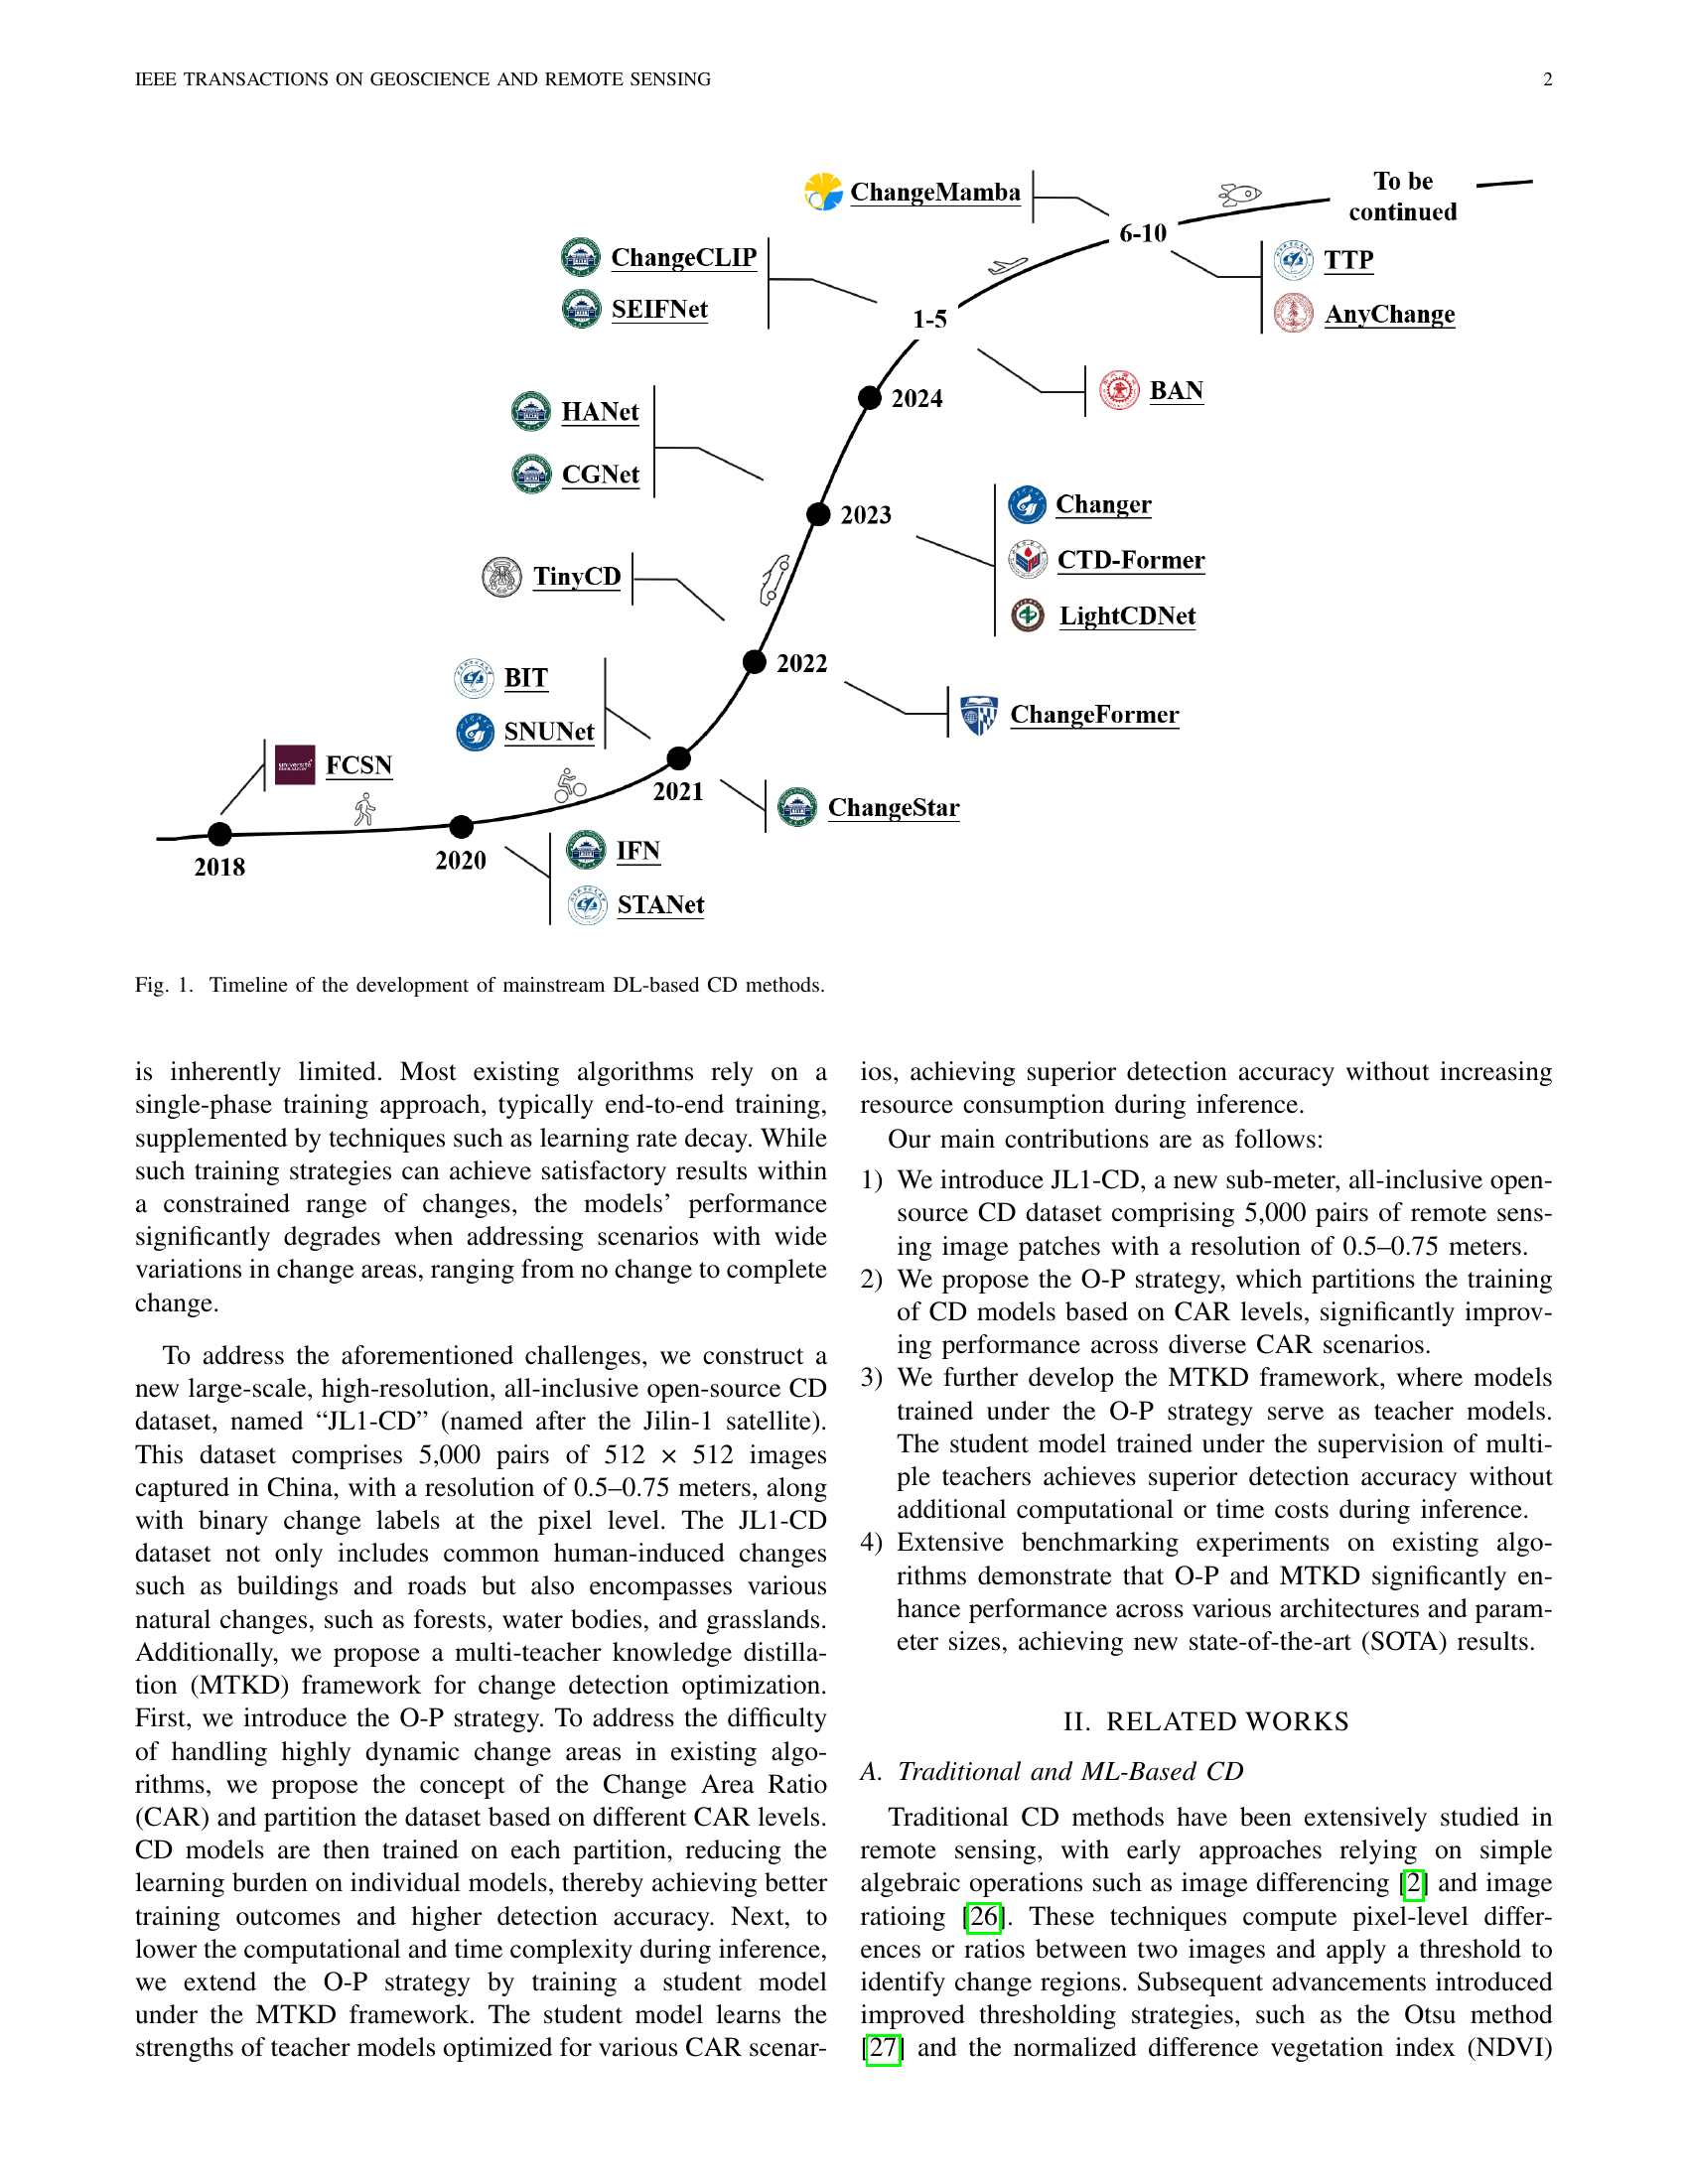 IEEE TRANSACTIONS ON GEOSCIENCE AND REMOTE SENSING 2
ChangeMamba
To be
continued
6-10
ChangeCLIP
SEIFNet
TTP
AnyChange
1-5
BAN
2024
HANet
CGNet
Changer
CTD-Former
LightCDNet
2023
TinyCD
2022
ChangeFormer
BIT
SNUNet
FCSN
2021
ChangeStar
2018
2020
IFN
STANet
Fig. 1. Timeline of the development of mainstream DL-based CD methods.
is inherently limited. Most existing algorithms rely on a
single-phase training approach, typically end-to-end training,
supplemented by techniques such as learning rate decay. While
such training strategies can achieve satisfactory results within
a constrained range of changes, the models’ performance
significantly degrades when addressing scenarios with wide
variations in change areas, ranging from no change to complete
change.
To address the aforementioned challenges, we construct a
new large-scale, high-resolution, all-inclusive open-source CD
dataset, named “JL1-CD” (named after the Jilin-1 satellite).
This dataset comprises 5,000 pairs of 512 × 512 images
captured in China, with a resolution of 0.5–0.75 meters, along
with binary change labels at the pixel level. The JL1-CD
dataset not only includes common human-induced changes
such as buildings and roads but also encompasses various
natural changes, such as forests, water bodies, and grasslands.
Additionally, we propose a multi-teacher knowledge distilla-
tion (MTKD) framework for change detection optimization.
First, we introduce the O-P strategy. To address the difficulty
of handling highly dynamic change areas in existing algo-
rithms, we propose the concept of the Change Area Ratio
(CAR) and partition the dataset based on different CAR levels.
CD models are then trained on each partition, reducing the
learning burden on individual models, thereby achieving better
training outcomes and higher detection accuracy. Next, to
lower the computational and time complexity during inference,
we extend the O-P strategy by training a student model
under the MTKD framework. The student model learns the
strengths of teacher models optimized for various CAR scenar-
ios, achieving superior detection accuracy without increasing
resource consumption during inference.
Our main contributions are as follows:
1) We introduce JL1-CD, a new sub-meter, all-inclusive open-
source CD dataset comprising 5,000 pairs of remote sens-
ing image patches with a resolution of 0.5–0.75 meters.
2) We propose the O-P strategy, which partitions the training
of CD models based on CAR levels, significantly improv-
ing performance across diverse CAR scenarios.
3) We further develop the MTKD framework, where models
trained under the O-P strategy serve as teacher models.
The student model trained under the supervision of multi-
ple teachers achieves superior detection accuracy without
additional computational or time costs during inference.
4) Extensive benchmarking experiments on existing algo-
rithms demonstrate that O-P and MTKD significantly en-
hance performance across various architectures and param-
eter sizes, achieving new state-of-the-art (SOTA) results.
II. RELATED WORKS
A. Traditional and ML-Based CD
Traditional CD methods have been extensively studied in
remote sensing, with early approaches relying on simple
algebraic operations such as image differencing [2] and image
ratioing [26]. These techniques compute pixel-level differ-
ences or ratios between two images and apply a threshold to
identify change regions. Subsequent advancements introduced
improved thresholding strategies, such as the Otsu method
[27] and the normalized difference vegetation index (NDVI)